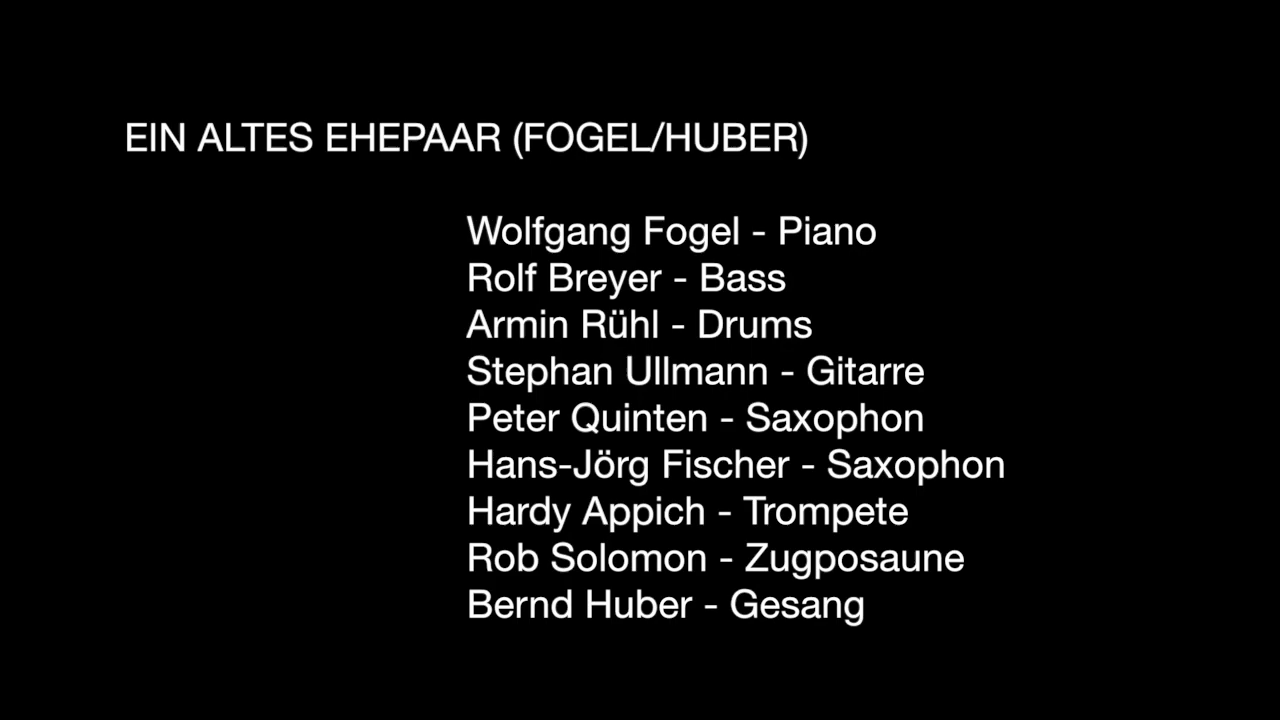 EIN ALTES EHEPAAR (FOGEL/HUBER)
Wolfgang Fogel - Piano
Rolf Breyer - Bass
Armin Rühl - Drums
Stephan Ullmann - Gitarre
Peter Quinten - Saxophon
Hans-Jörg Fischer - Saxophon
Hardy Appich - Trompete
Rob Solomon - Zugposaune
Bernd Huber - Gesang